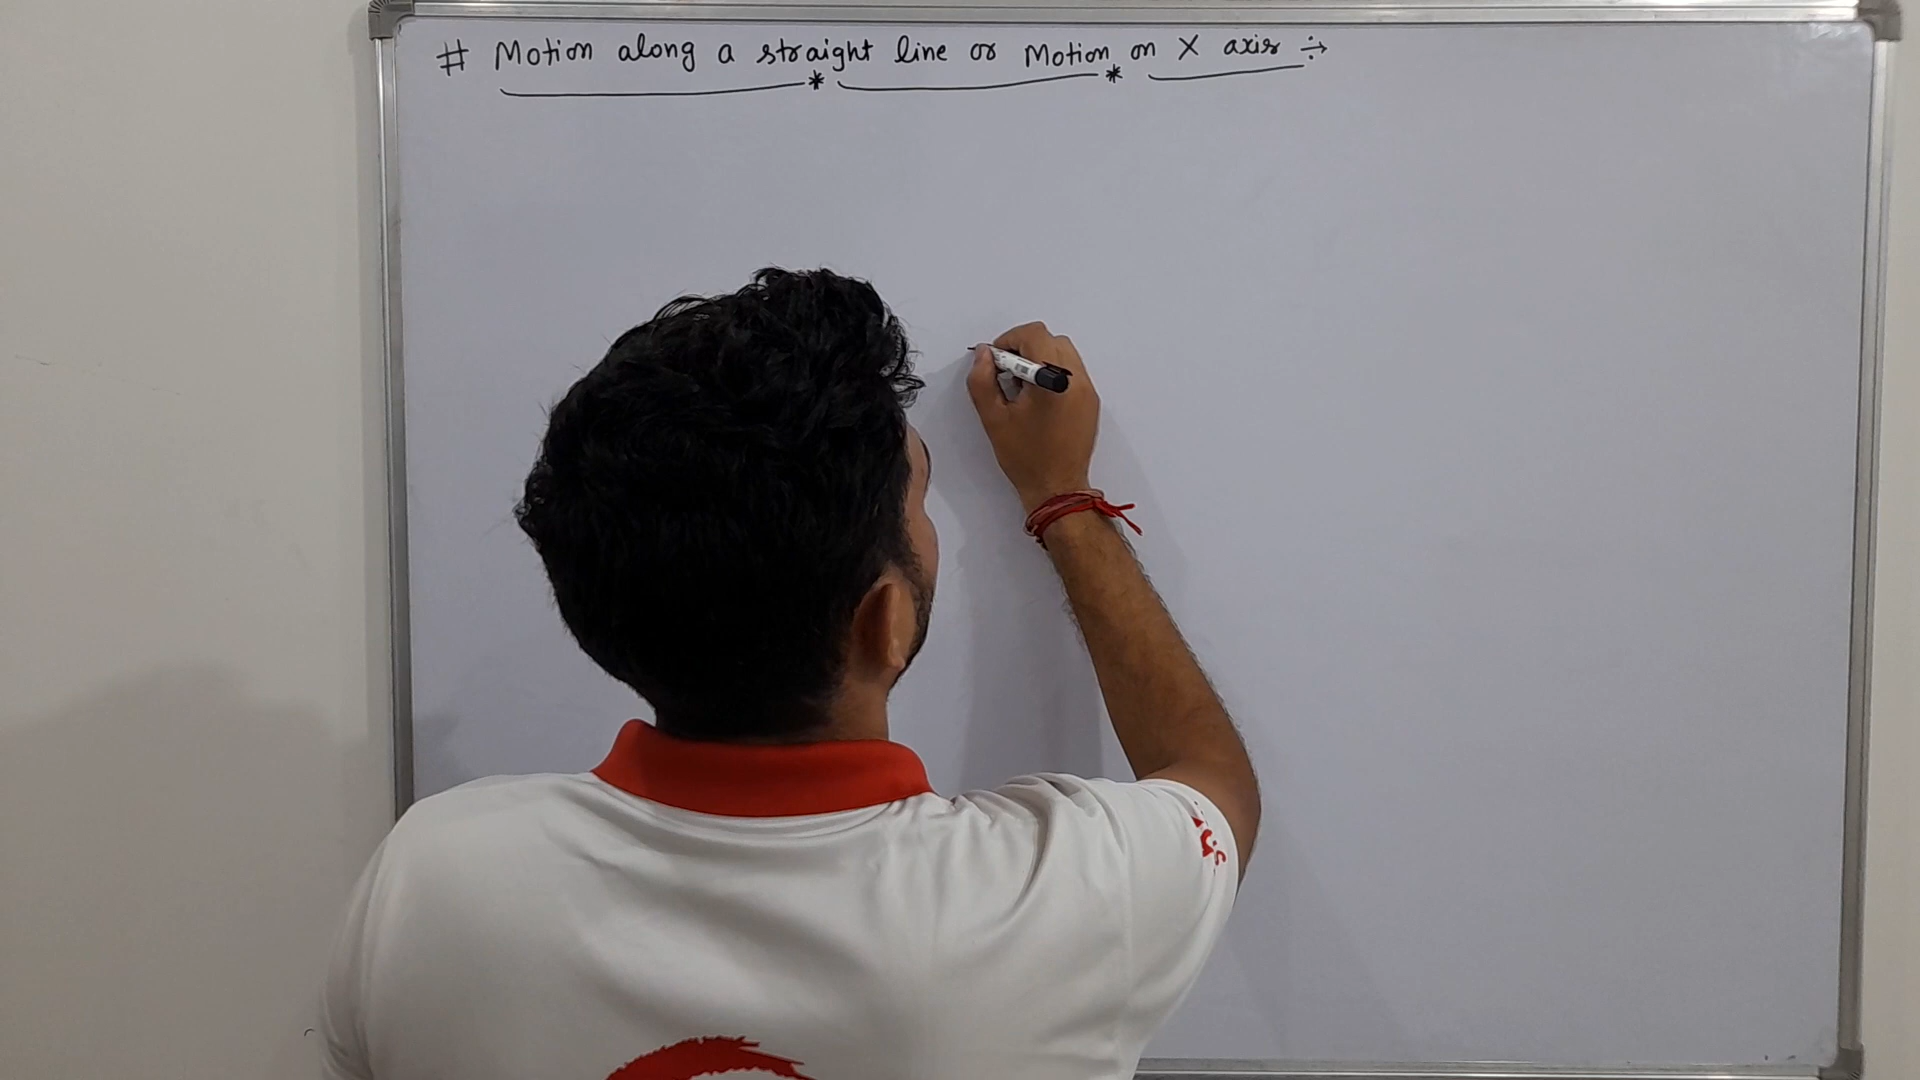 # Motion along a straight line or Motion on X axis :→